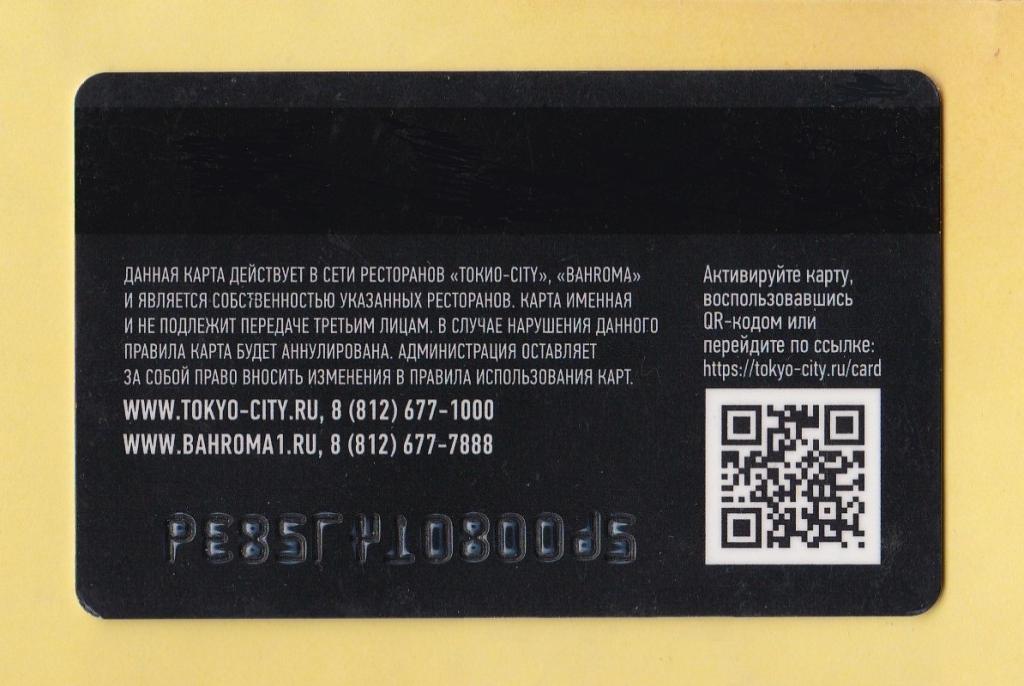 ДАННАЯ КАРТА ДЕЙСТВУЕТ В СЕТИ РЕСТОРАНОВ «ТОКИО-CITY», «BAHROMA»
И ЯВЛЯЕТСЯ СОБСТВЕННОСТЬЮ УКАЗАННЫХ РЕСТОРАНОВ. КАРТА ИМЕННАЯ
И НЕ ПОДЛЕЖИТ ПЕРЕДАЧЕ ТРЕТЬИМ ЛИЦАМ. В СЛУЧАЕ НАРУШЕНИЯ ДАННОГО
ПРАВИЛА КАРТА БУДЕТ АННУЛИРОВАНА. АДМИНИСТРАЦИЯ ОСТАВЛЯЕТ
ЗА СОБОЙ ПРАВО ВНОСИТЬ ИЗМЕНЕНИЯ В ПРАВИЛА ИСПОЛЬЗОВАНИЯ КАРТ.
WWW.TOKYO-CITY.RU, 8 (812) 677-1000
WWW.BAHROMA1.RU, 8 (812) 677-7888
Активируйте карту,
воспользовавшись
QR-кодом или
перейдите по ссылке:
https://tokyo-city.ru/card